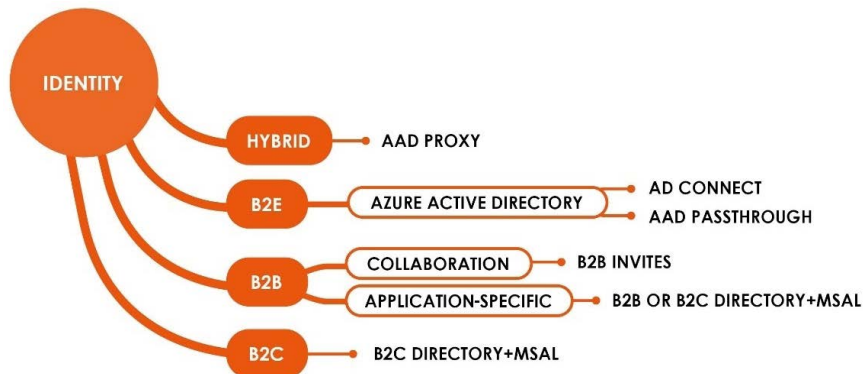 IDENTITY
HYBRID
AAD PROXY
B2E
AZURE ACTIVE DIRECTORY
AD CONNECT
AAD PASSTHROUGH
B2B
COLLABORATION
B2B INVITES
APPLICATION-SPECIFIC
B2B OR B2C DIRECTORY+MSAL
B2C
B2C DIRECTORY+MSAL